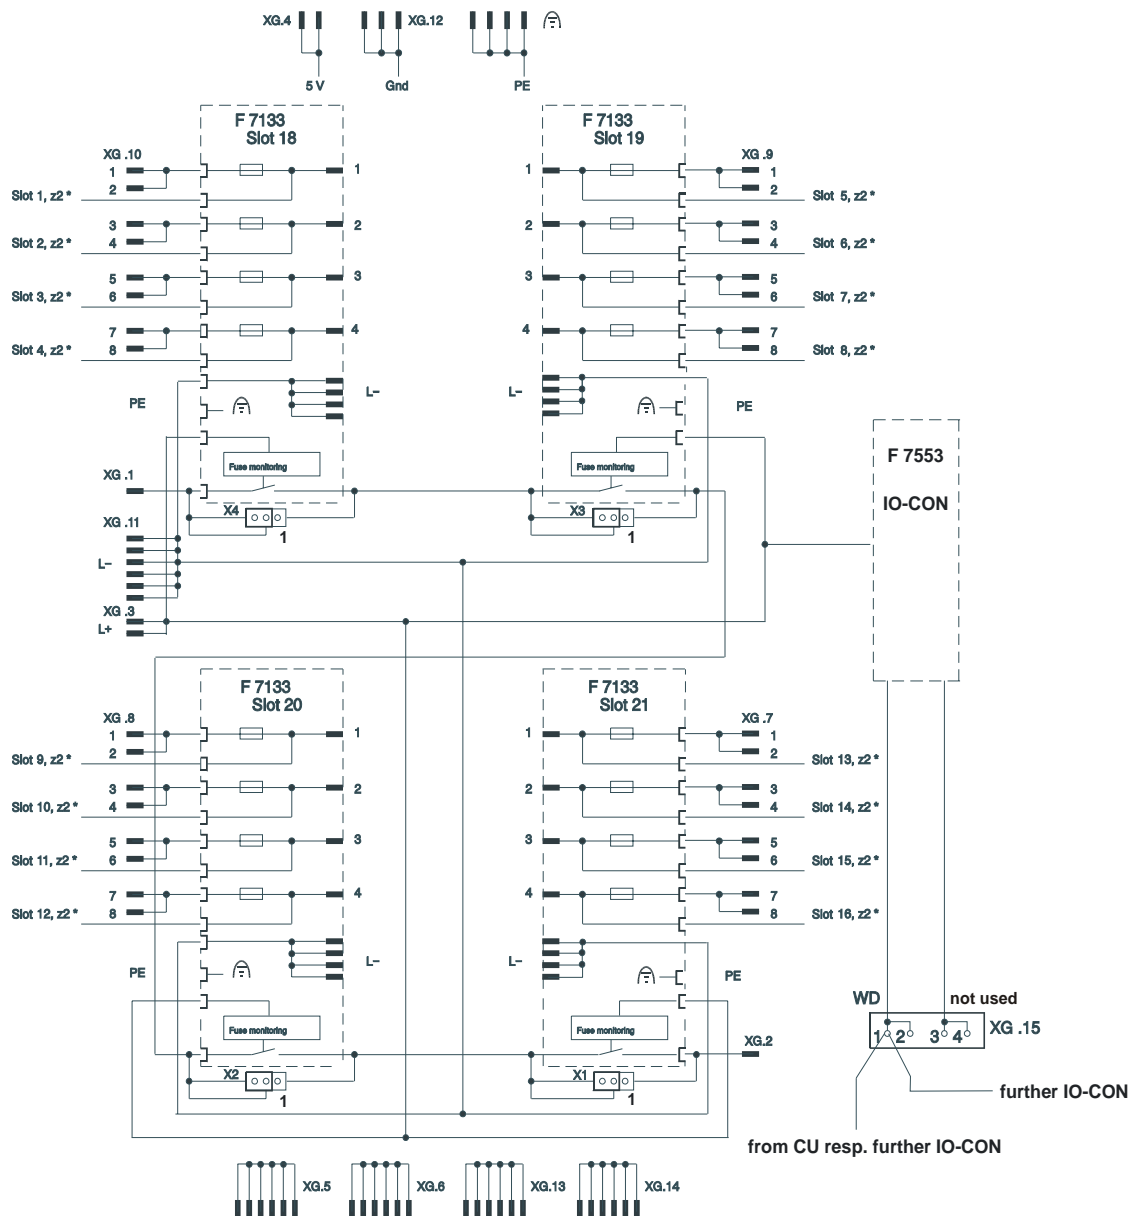 XG.4
XG.12
5 V
Gnd
PE
F 7133
Slot 18
F 7133
Slot 19
XG .10
1
2
Slot 1, z2 *
3
4
Slot 2, z2 *
5
6
Slot 3, z2 *
7
8
Slot 4, z2 *
1
2
3
4
L–
PE
Fuse monitoring
XG .1
X4
1
1
2
3
4
L–
XG .9
1
2
Slot 5, z2 *
3
4
Slot 6, z2 *
5
6
Slot 7, z2 *
7
8
Slot 8, z2 *
PE
Fuse monitoring
X3
1
XG .11
L–
XG .3
L+
F 7553
IO-CON
F 7133
Slot 20
F 7133
Slot 21
XG .8
1
2
Slot 9, z2 *
3
4
Slot 10, z2 *
5
6
Slot 11, z2 *
7
8
Slot 12, z2 *
1
2
3
4
L–
PE
Fuse monitoring
X2
1
1
2
3
4
L–
XG .7
1
2
Slot 13, z2 *
3
4
Slot 14, z2 *
5
6
Slot 15, z2 *
7
8
Slot 16, z2 *
PE
Fuse monitoring
XG.2
X1
1
WD
not used
1 2 3 4
XG .15
further IO-CON
from CU resp. further IO-CON
XG.5
XG.6
XG.13
XG.14